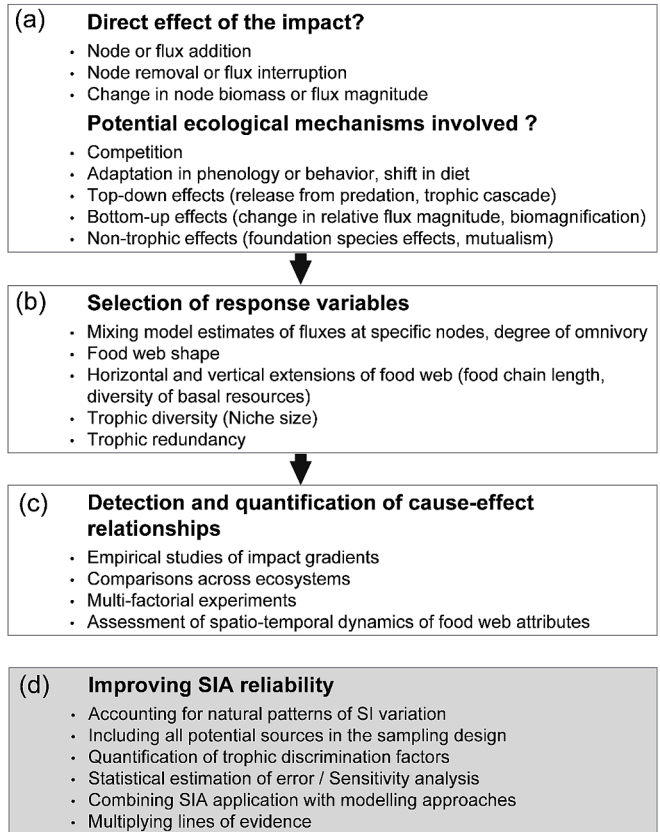 (a) Direct effect of the impact?
• Node or flux addition
• Node removal or flux interruption
• Change in node biomass or flux magnitude
Potential ecological mechanisms involved ?
• Competition
• Adaptation in phenology or behavior, shift in diet
• Top-down effects (release from predation, trophic cascade)
• Bottom-up effects (change in relative flux magnitude, biomagnification)
• Non-trophic effects (foundation species effects, mutualism)
(b) Selection of response variables
• Mixing model estimates of fluxes at specific nodes, degree of omnivory
• Food web shape
• Horizontal and vertical extensions of food web (food chain length,
diversity of basal resources)
• Trophic diversity (Niche size)
• Trophic redundancy
(c) Detection and quantification of cause-effect
relationships
• Empirical studies of impact gradients
• Comparisons across ecosystems
• Multi-factorial experiments
• Assessment of spatio-temporal dynamics of food web attributes
(d) Improving SIA reliability
• Accounting for natural patterns of SI variation
• Including all potential sources in the sampling design
• Quantification of trophic discrimination factors
• Statistical estimation of error / Sensitivity analysis
• Combining SIA application with modelling approaches
• Multiplying lines of evidence